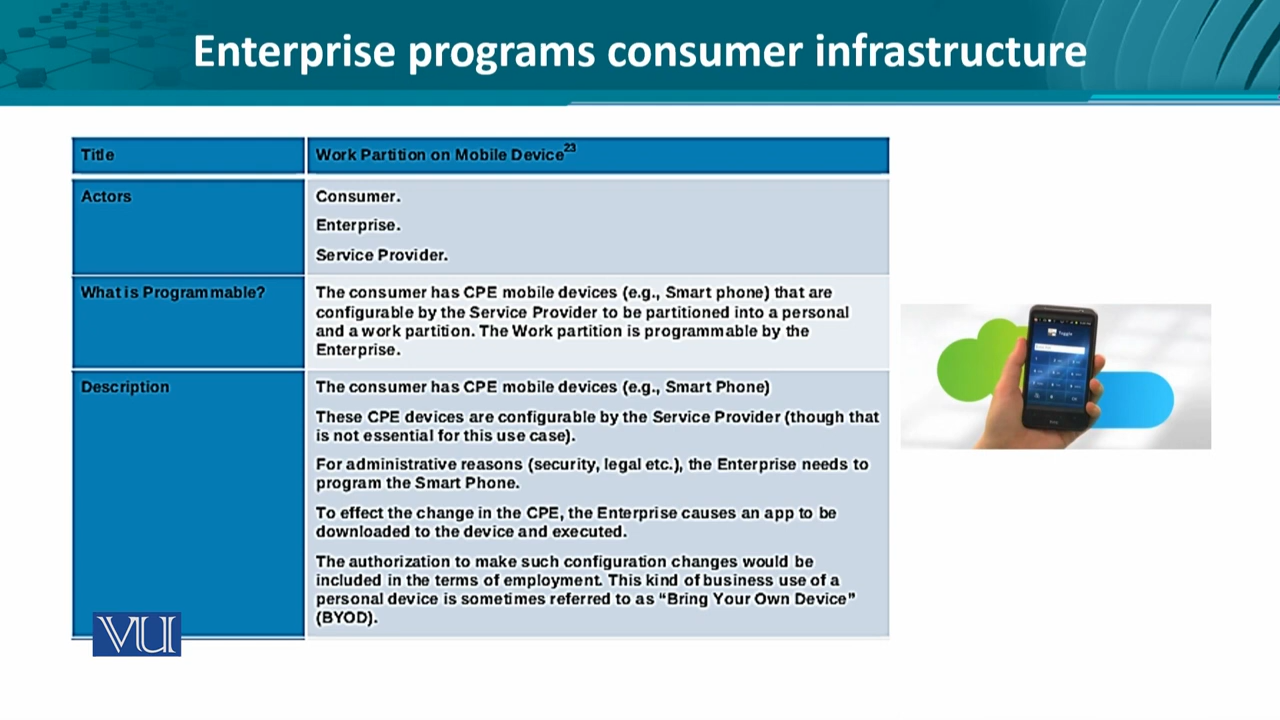 Enterprise programs consumer infrastructure
Title
Work Partition on Mobile Device23
Actors
Consumer.
Enterprise.
Service Provider.
What is Programmable?
The consumer has CPE mobile devices (e.g., Smart phone) that are
configurable by the Service Provider to be partitioned into a personal
and a work partition. The Work partition is programmable by the
Enterprise.
Description
The consumer has CPE mobile devices (e.g., Smart Phone)
These CPE devices are configurable by the Service Provider (though that
is not essential for this use case).
For administrative reasons (security, legal etc.), the Enterprise needs to
program the Smart Phone.
To effect the change in the CPE, the Enterprise causes an app to be
downloaded to the device and executed.
The authorization to make such configuration changes would be
included in the terms of employment. This kind of business use of a
personal device is sometimes referred to as “Bring Your Own Device”
(BYOD).
VU